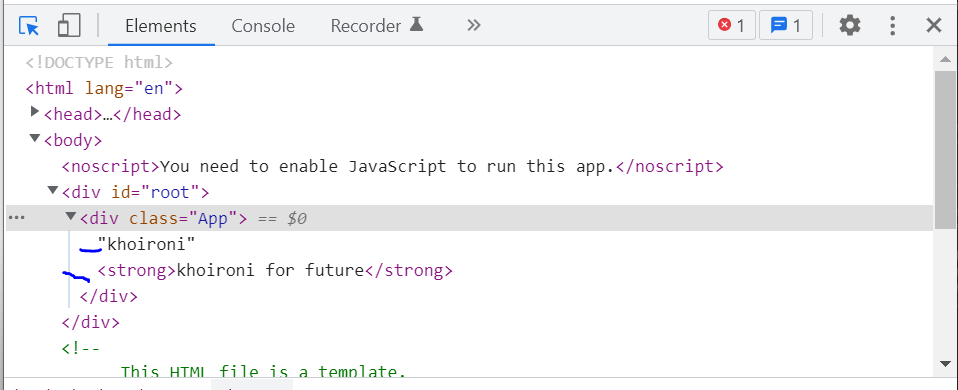 Elements Console Recorder 1 1
<!DOCTYPE html>
<html lang="en">
<head>…</head>
<body>
<noscript>You need to enable JavaScript to run this app.</noscript>
<div id="root">
<div class="App"> == $0
"khoironi"
<strong>khoironi for future</strong>
</div>
</div>
<!--
This HTML file is a template.